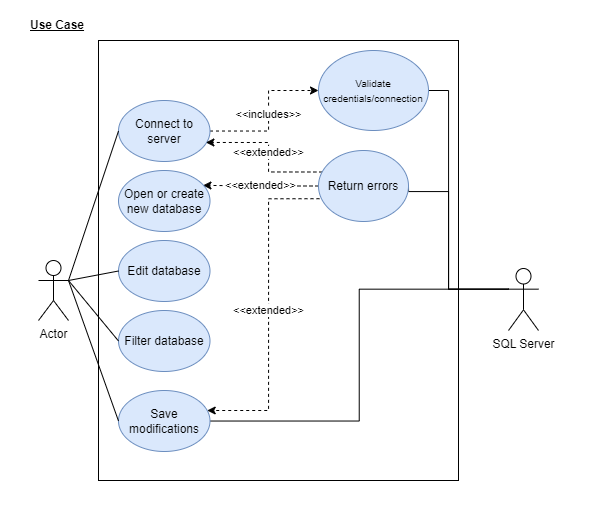 Use Case
Validate
credentials/connection
<<includes>>
Connect to
server
<<extended>>
Return errors
<<extended>>
Open or create
new database
Edit database
<<extended>>
Filter database
Save
modifications
Actor
SQL Server